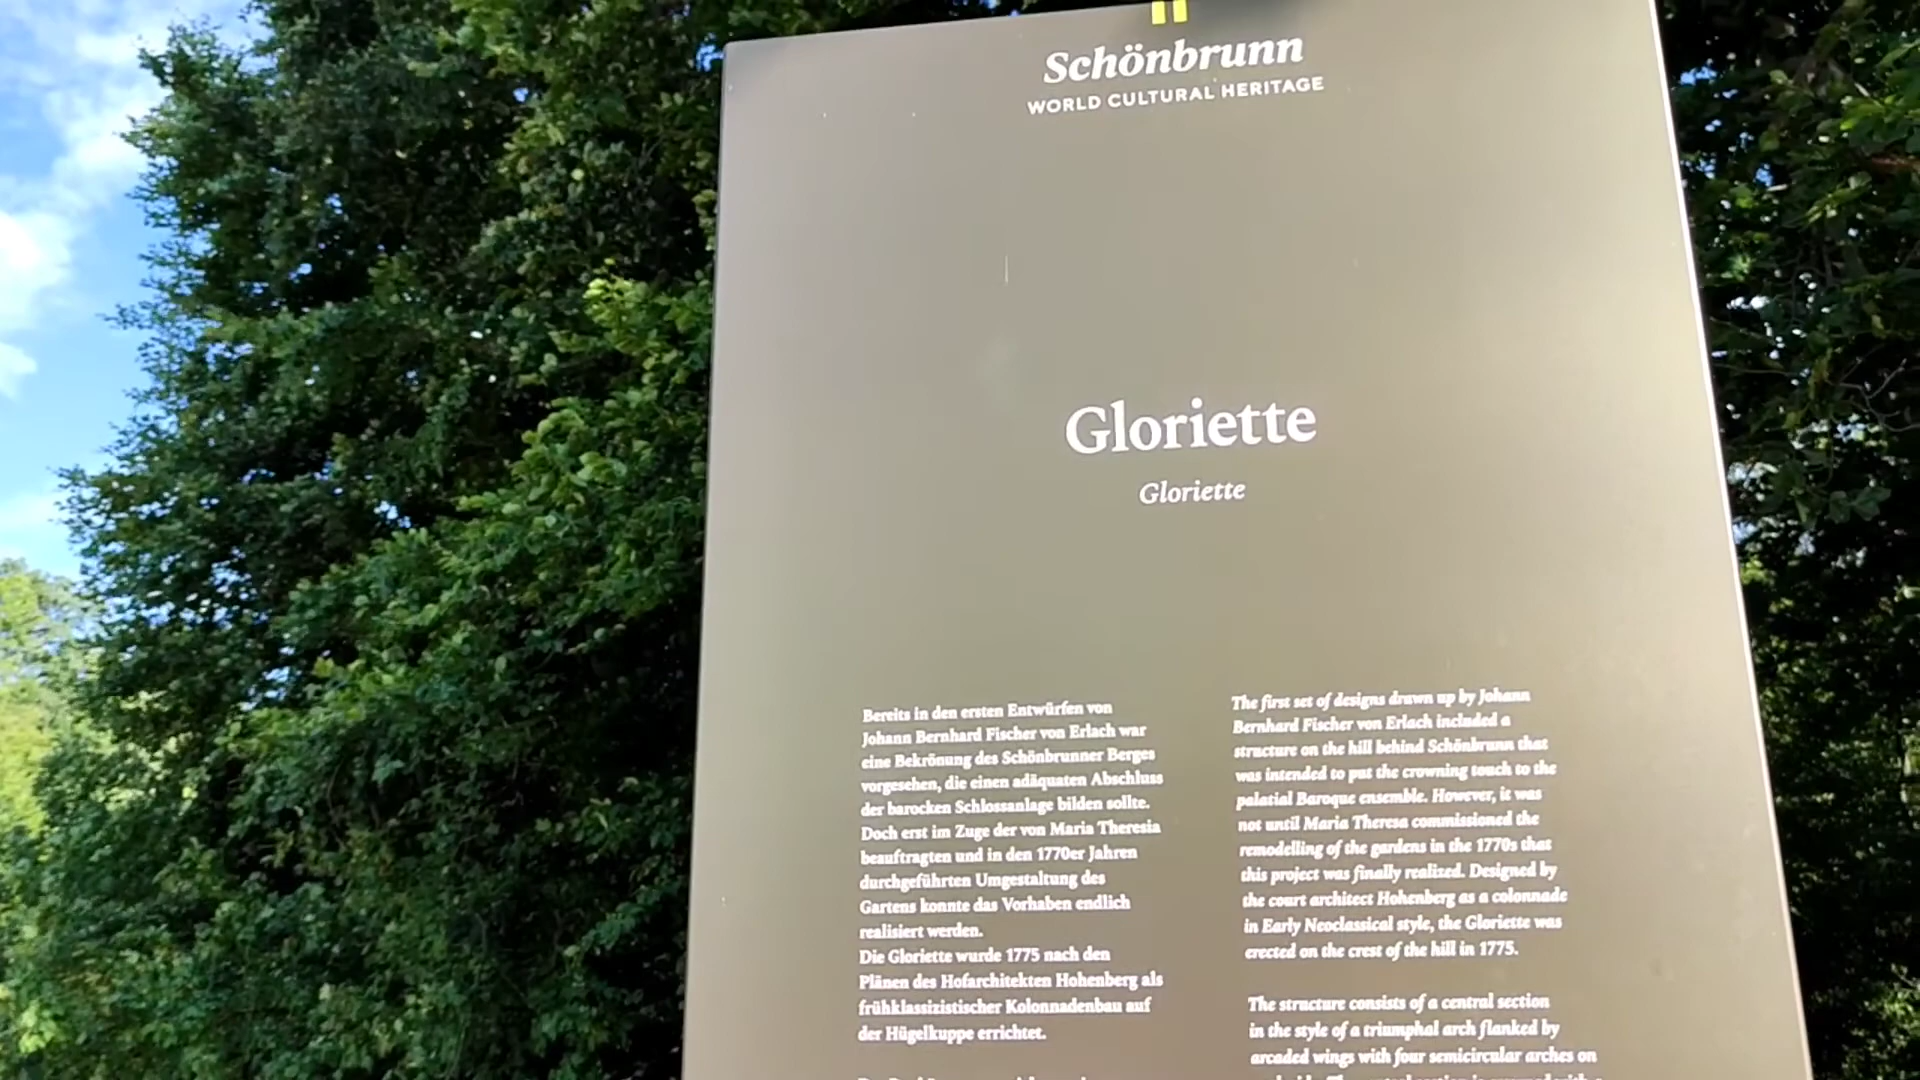 Schönbrunn
WORLD CULTURAL HERITAGE
Gloriette
Gloriette
Bereits in den ersten Entwürfen von
Johann Bernhard Fischer von Erlach war
eine Bekrönung des Schönbrunner Berges
vorgesehen, die einen adäquaten Abschluss
der barocken Schlossanlage bilden sollte.
Doch erst im Zuge der von Maria Theresia
beauftragten und in den 1770er Jahren
durchgeführten Umgestaltung des
Gartens konnte das Vorhaben endlich
realisiert werden.
Die Gloriette wurde 1775 nach den
Plänen des Hofarchitekten Hohenberg als
frühklassizistischer Kolonnadenbau auf
der Hügelkuppe errichtet.
The first set of designs drawn up by Johann
Bernhard Fischer von Erlach included a
structure on the hill behind Schönbrunn that
was intended to put the crowning touch to the
palatial Baroque ensemble. However, it was
not until Maria Theresa commissioned the
remodelling of the gardens in the 1770s that
this project was finally realized. Designed by
the court architect Hohenberg as a colonnade
in Early Neoclassical style, the Gloriette was
erected on the crest of the hill in 1775.
The structure consists of a central section
in the style of a triumphal arch flanked by
arcaded wings with four semicircular arches on